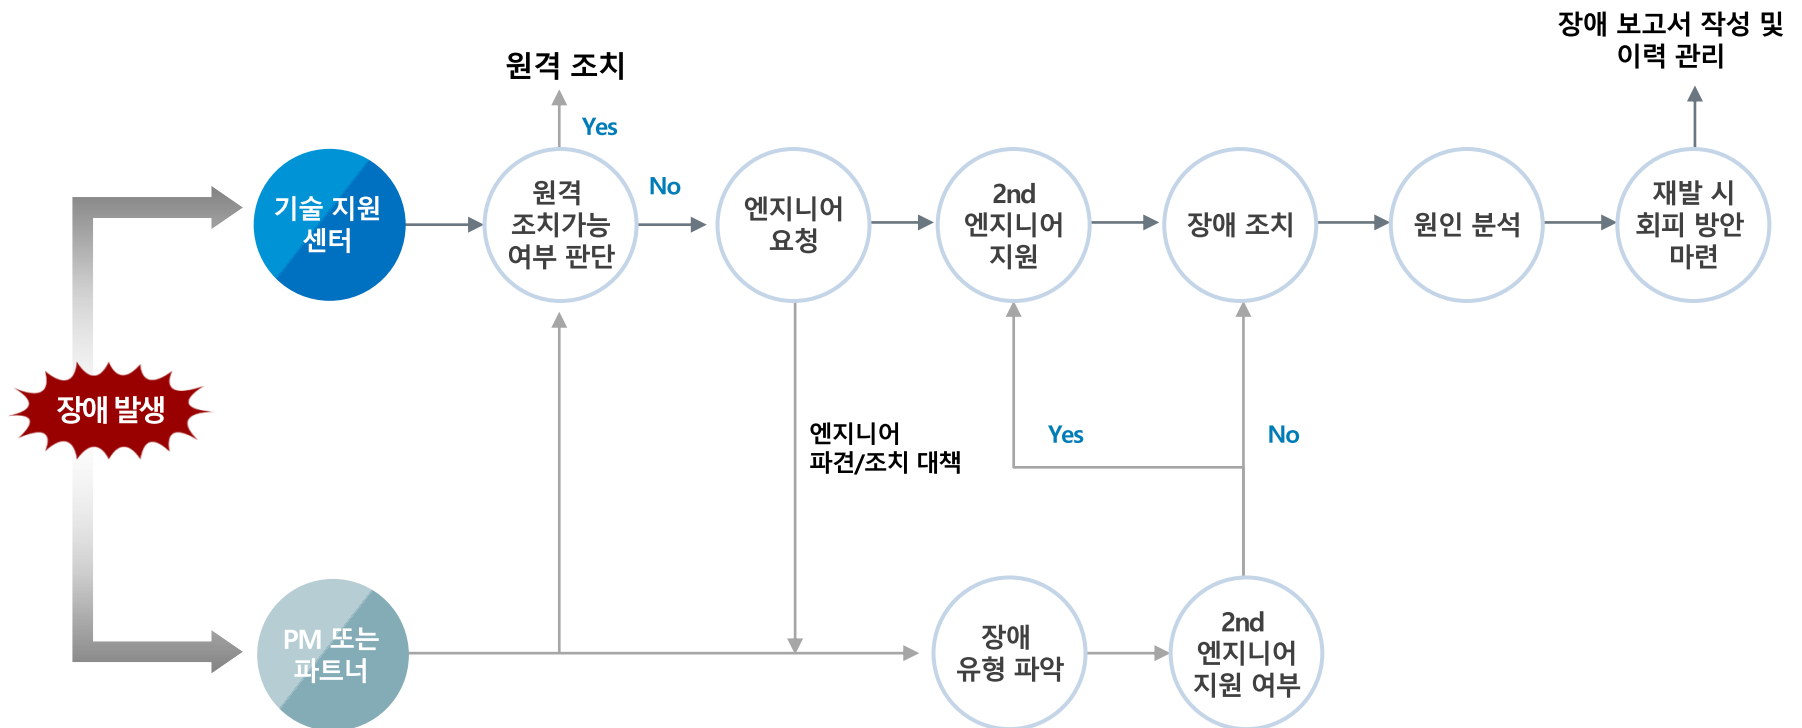 장애 보고서 작성 및
이력 관리
원격 조치
Yes
기술 지원
센터
원격
조치가능
여부 판단
No
엔지니어
요청
2nd
엔지니어
지원
장애 조치
원인 분석
재발 시
회피 방안
마련
장애 발생
엔지니어
파견/조치 대책
Yes
No
PM 또는
파트너
장애
유형 파악
2nd
엔지니어
지원 여부